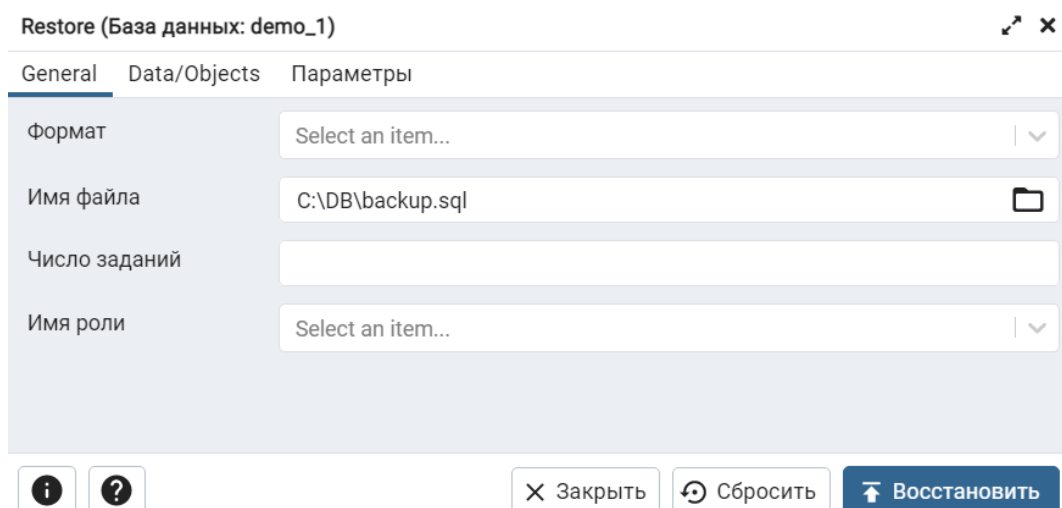 Restore (База данных: demo_1)
General Data/Objects Параметры
Формат Select an item...
Имя файла C:\DB\backup.sql
Число заданий
Имя роли Select an item...
Закрыть Сбросить Восстановить